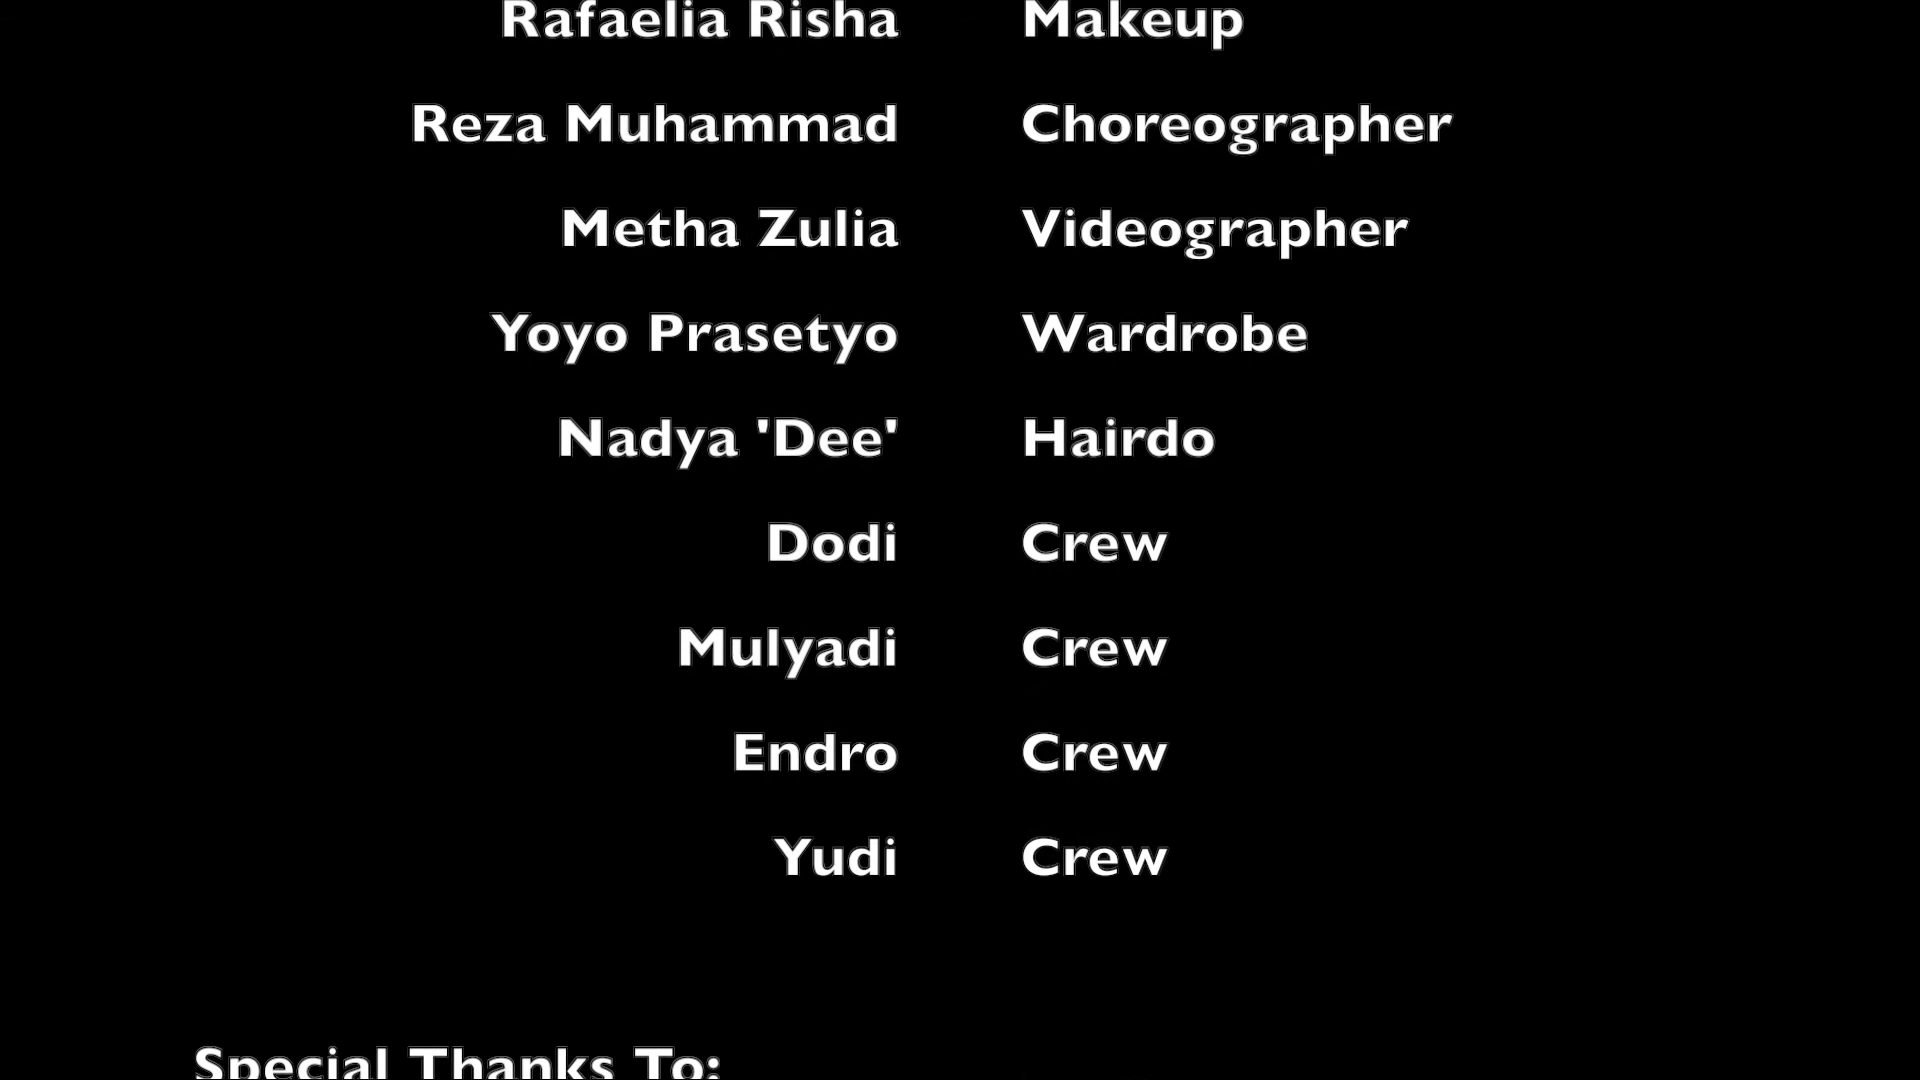 Rafaelia Risha Makeup
Reza Muhammad Choreographer
Metha Zulia Videographer
Yoyo Prasetyo Wardrobe
Nadya 'Dee' Hairdo
Dodi Crew
Mulyadi Crew
Endro Crew
Yudi Crew
Special Thanks To: